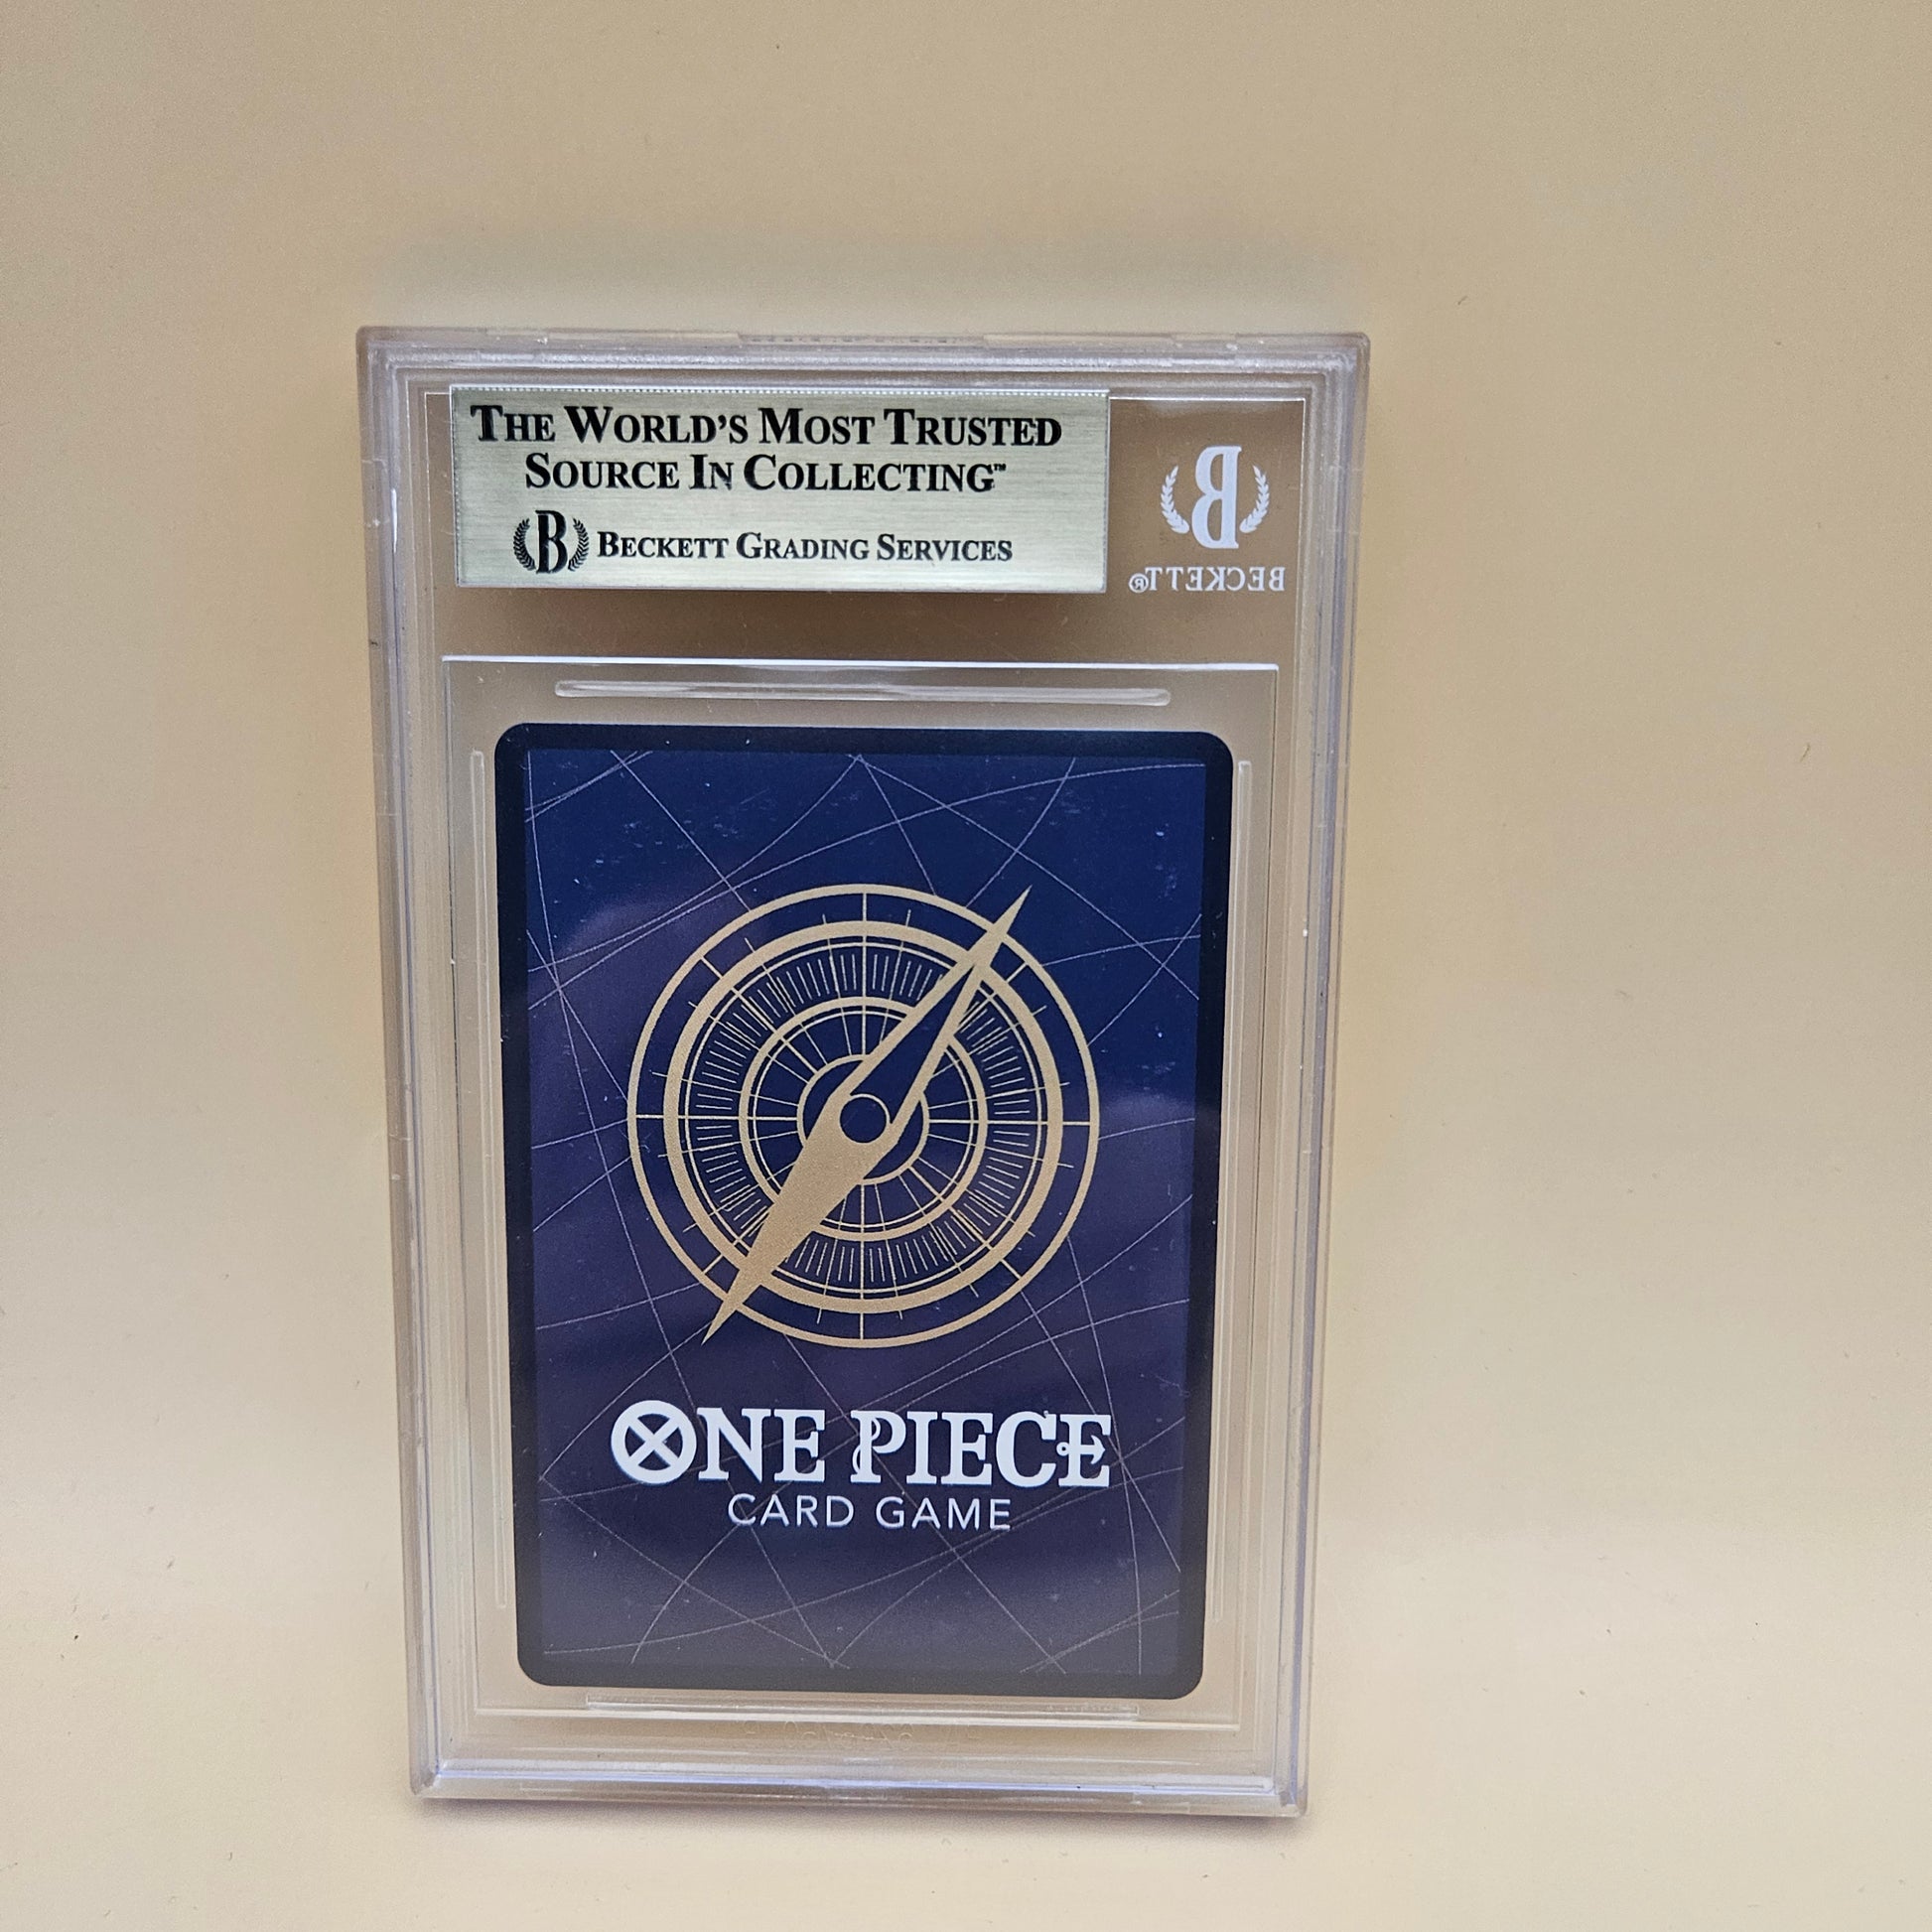 THE WORLD'S MOST TRUSTED
SOURCE IN COLLECTING™
B BECKETT GRADING SERVICES
B
BECKETT®
ONE PIECE
CARD GAME